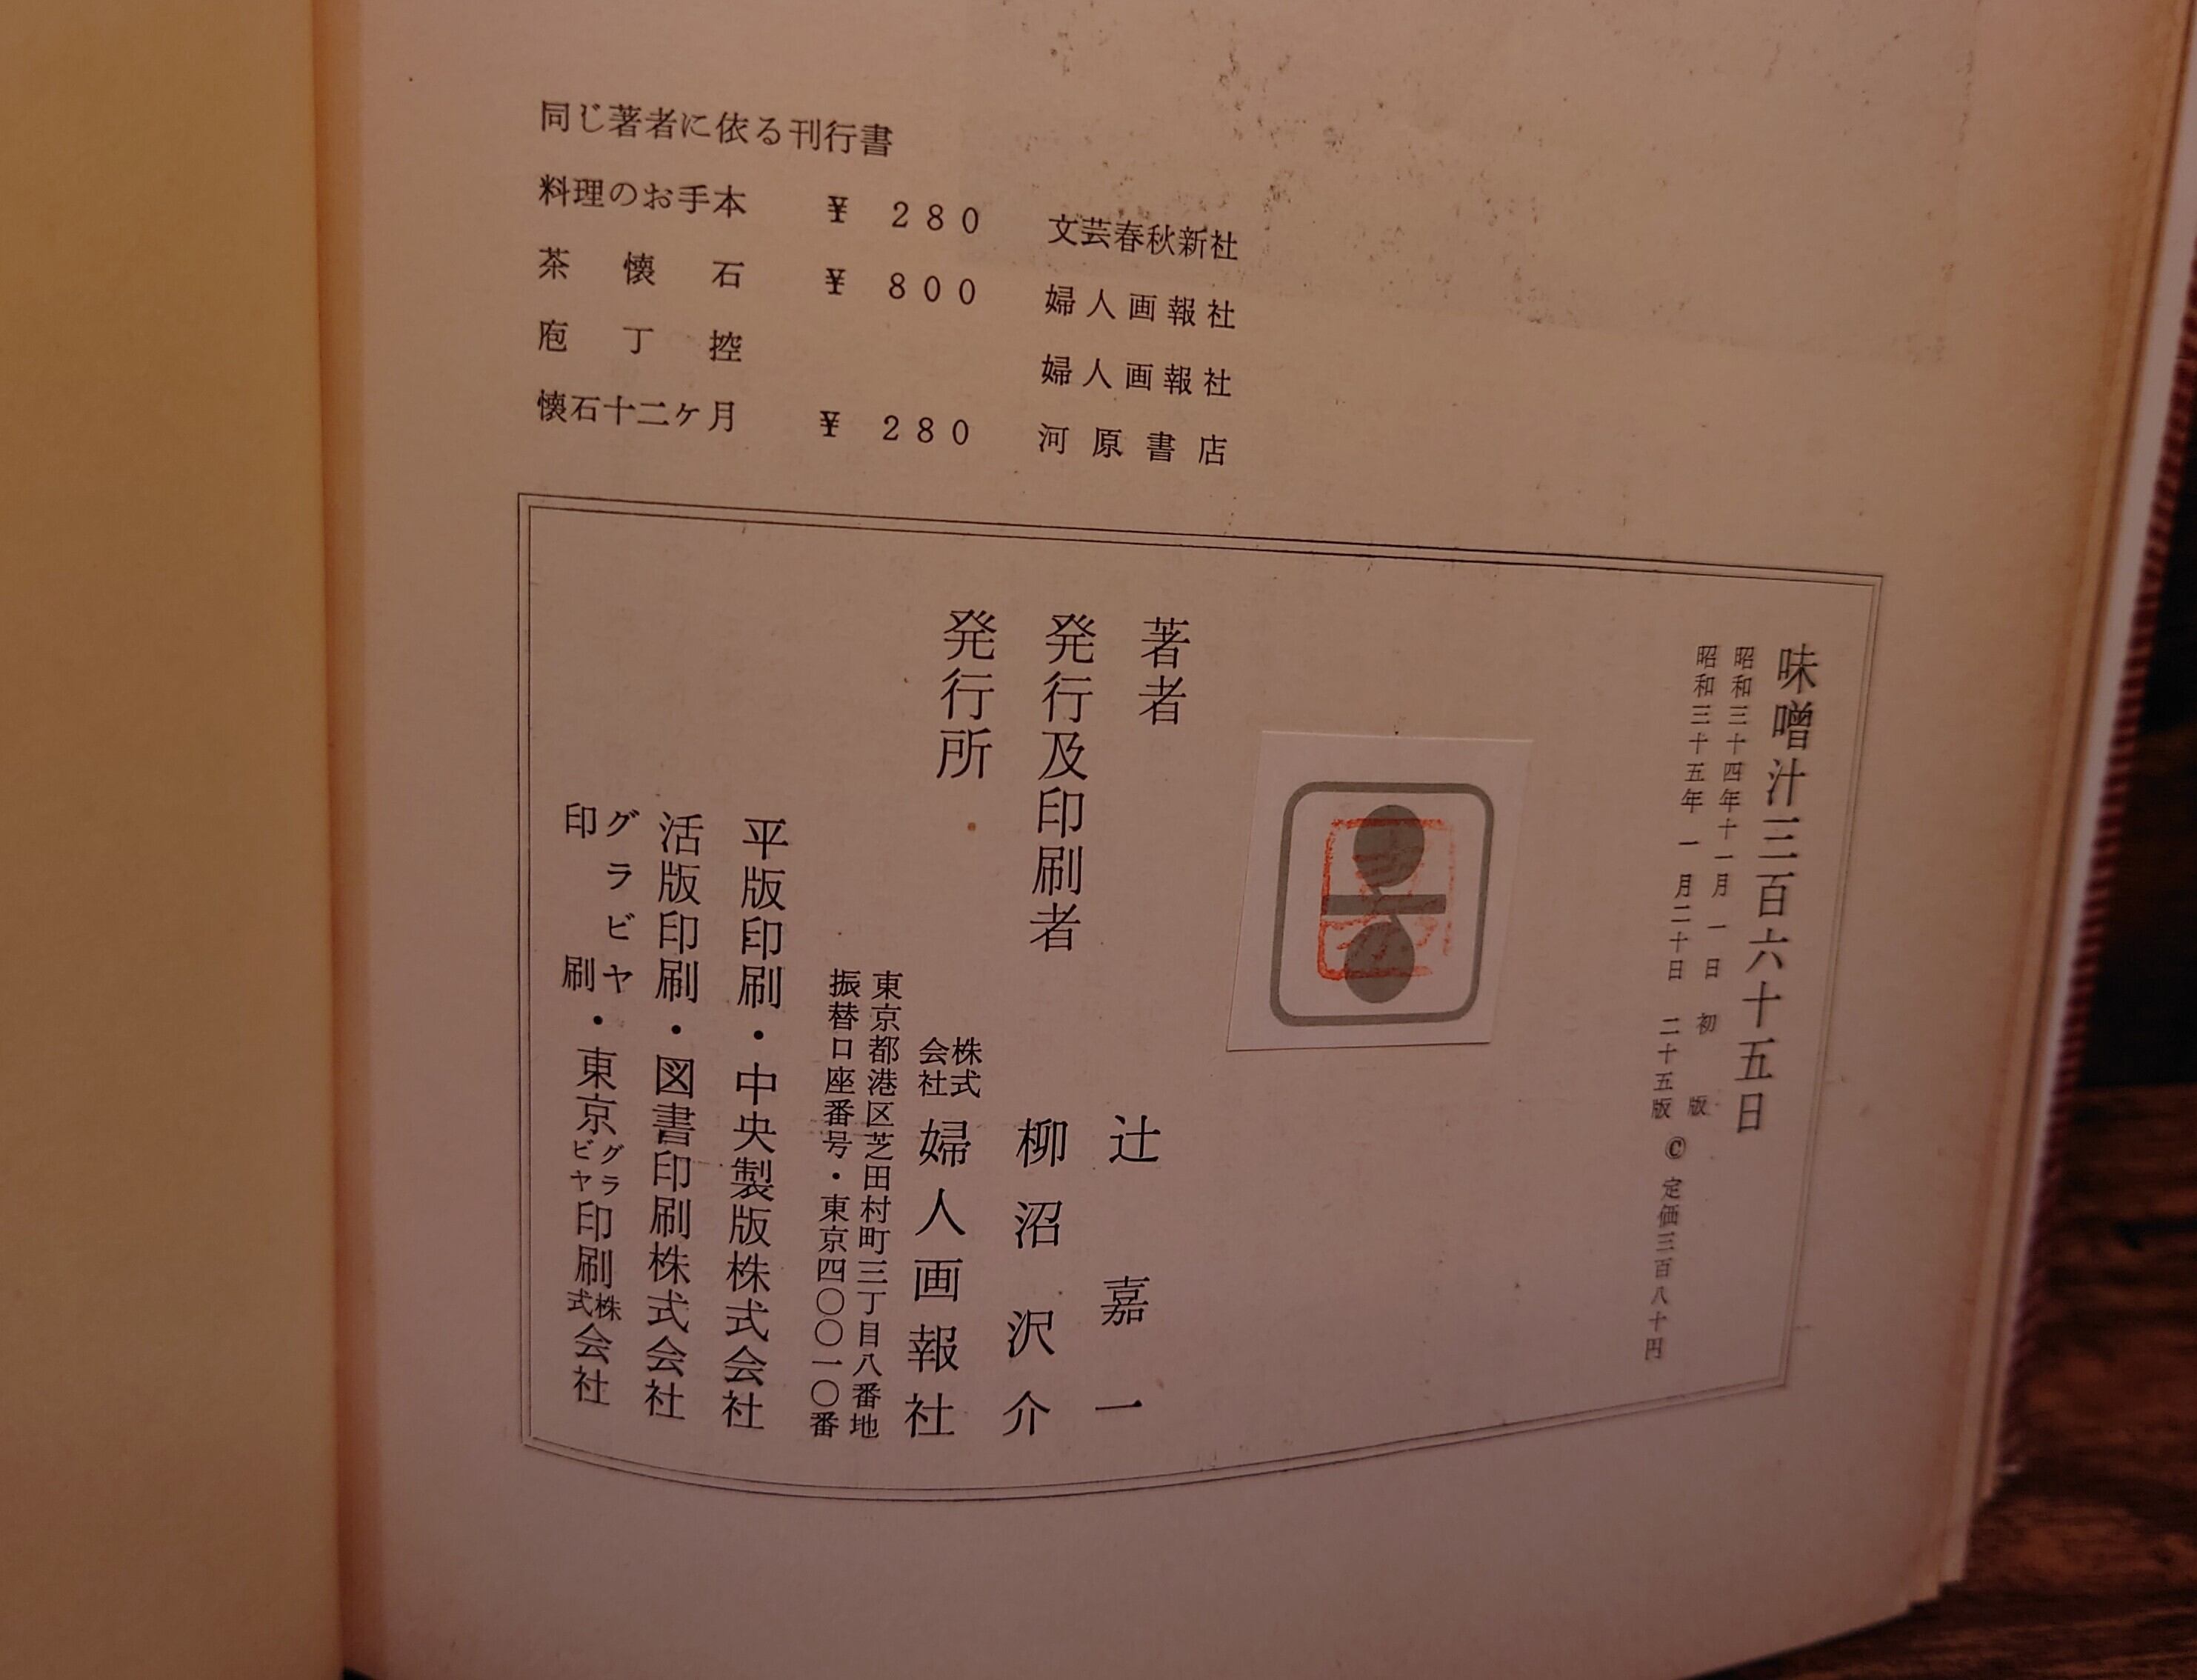 同じ著者に依る刊行書
料理のお手本 ¥ 280 文芸春秋新社
茶懐石 ¥ 800 婦人画報社
庖丁控 婦人画報社
懐石十二ケ月 ¥ 280 河原書店
味噌汁三百六十五日
昭和三十四年十一月一日 初版
昭和三十五年一月二十日 二十五版
© 定価三百八十円
著者 辻嘉一
発行及印刷者 柳沼沢介
発行所 株式会社 婦人画報社
東京都港区芝田村町三丁目八番地
振替口座番号・東京四〇〇一〇番
平版印刷・中央製版株式会社
活版印刷・図書印刷株式会社
グラビヤ印刷・東京グラビヤ印刷株式会社